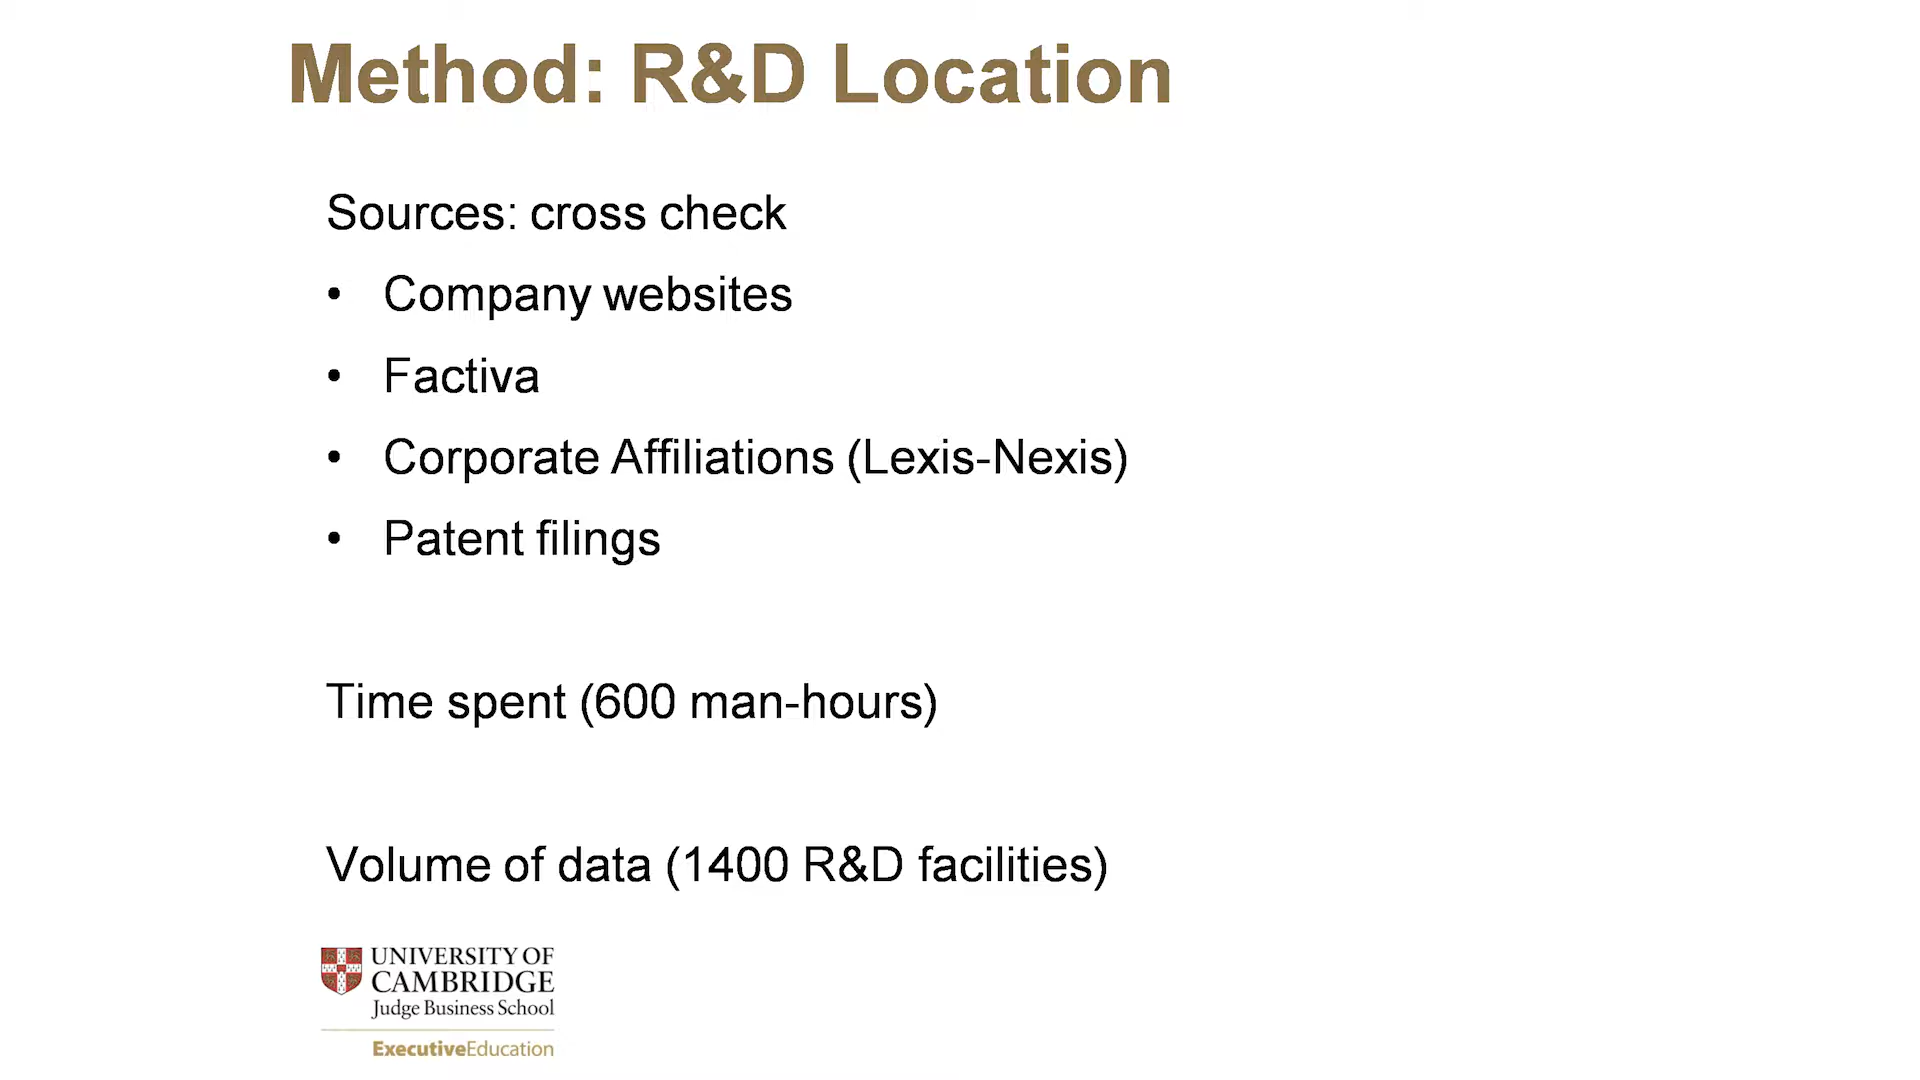 Method: R&D Location
Sources: cross check
• Company websites
• Factiva
• Corporate Affiliations (Lexis-Nexis)
• Patent filings
Time spent (600 man-hours)
Volume of data (1400 R&D facilities)
UNIVERSITY OF
CAMBRIDGE
Judge Business School
ExecutiveEducation